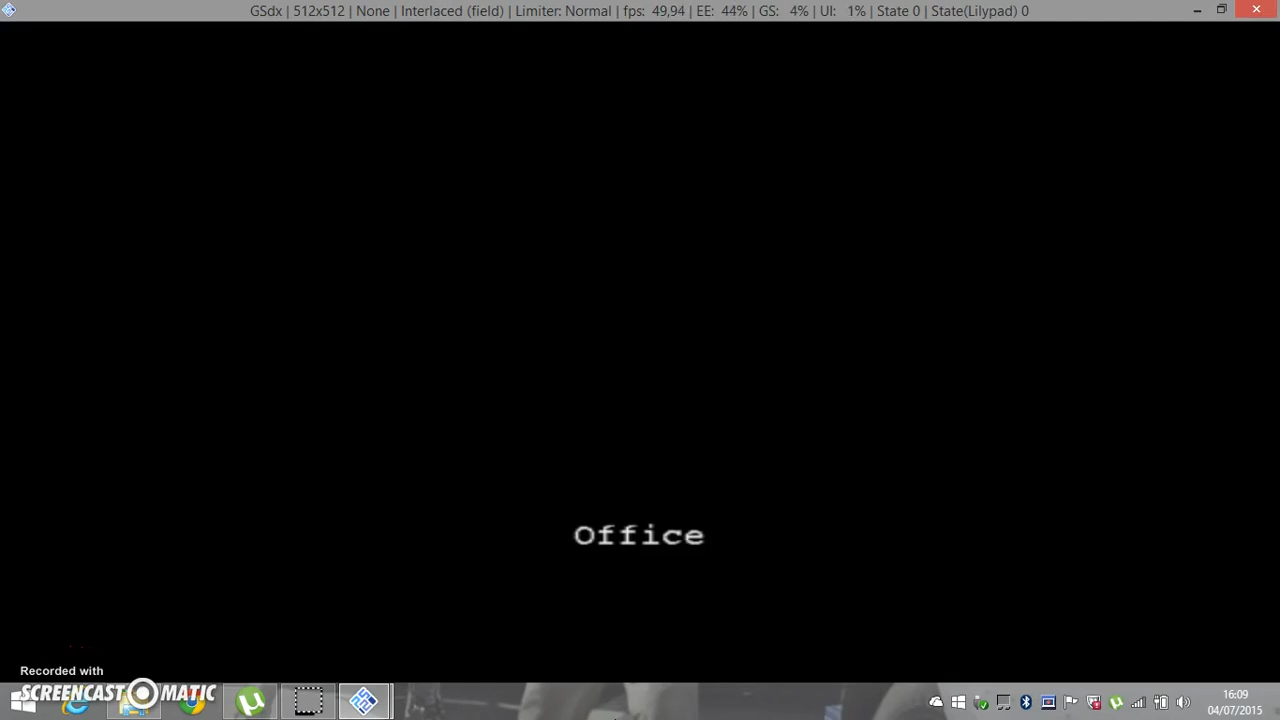 GSdx | 512x512 | None | Interlaced (field) | Limiter: Normal | fps: 49,94 | EE: 44% | GS: 4% | UI: 1% | State 0 | State(Lilypad) 0
Office
Recorded with
SCREENCAST MATIC
16:09
04/07/2015